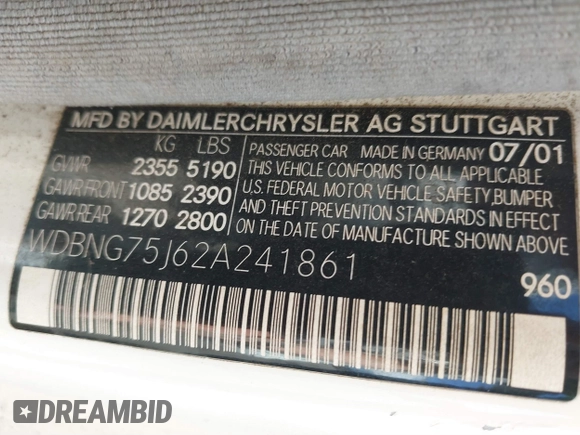 MFD BY DAIMLERCHRYSLER AG STUTTGART
KG LBS
GVWR 2355 5190
GAWR FRONT 1085 2390
GAWR REAR 1270 2800
PASSENGER CAR MADE IN GERMANY 07/01
THIS VEHICLE CONFORMS TO ALL APPLICABLE
U.S. FEDERAL MOTOR VEHICLE SAFETY, BUMPER
AND THEFT PREVENTION STANDARDS IN EFFECT
ON THE DATE OF MANUFACTURE SHOWN ABOVE
WDBNG75J62A241861
960
DREAMBID